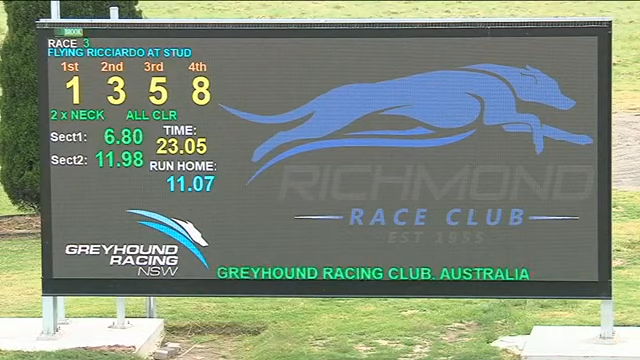 BROOK
RACE 3
FLYING RICCIARDO AT STUD
1st 2nd 3rd 4th
1 3 5 8
2 x NECK ALL CLR
Sect1: 6.80
Sect2: 11.98
TIME:
23.05
RUN HOME:
11.07
RICHMOND
RACE CLUB
EST 1955
GREYHOUND
RACING
NSW
GREYHOUND RACING CLUB. AUSTRALIA